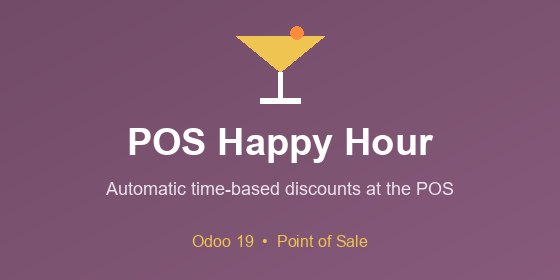 POS Happy Hour
Automatic time-based discounts at the POS
Odoo 19 • Point of Sale